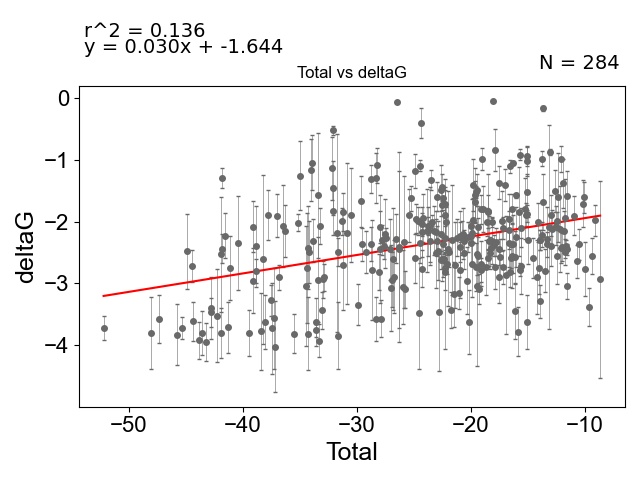 r^2 = 0.136
y = 0.030x + -1.644
N = 284
Total vs deltaG
deltaG
0
−1
−2
−3
−4
−50
−40
−30
−20
−10
Total